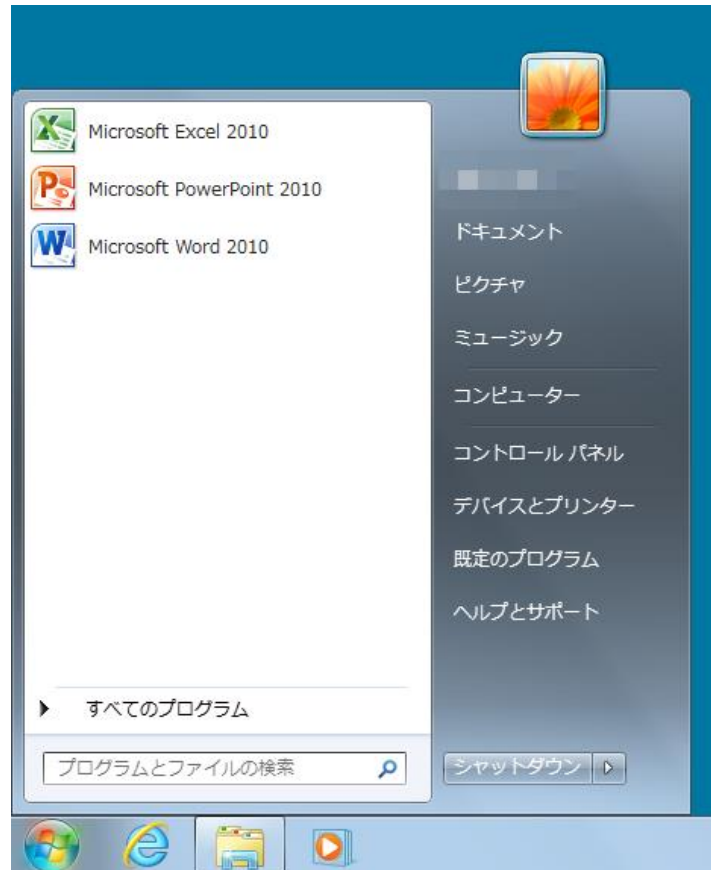 Microsoft Excel 2010
Microsoft PowerPoint 2010
Microsoft Word 2010
すべてのプログラム
プログラムとファイルの検索
ドキュメント
ピクチャ
ミュージック
コンピューター
コントロール パネル
デバイスとプリンター
既定のプログラム
ヘルプとサポート
シャットダウン